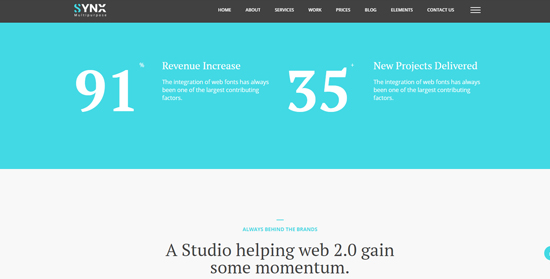 SYNX
Multipurpose
HOME ABOUT SERVICES WORK PRICES BLOG ELEMENTS CONTACT US
91 %
Revenue Increase
The integration of web fonts has always
been one of the largest contributing
factors.
35 +
New Projects Delivered
The integration of web fonts has always
been one of the largest contributing
factors.
ALWAYS BEHIND THE BRANDS
A Studio helping web 2.0 gain
some momentum.